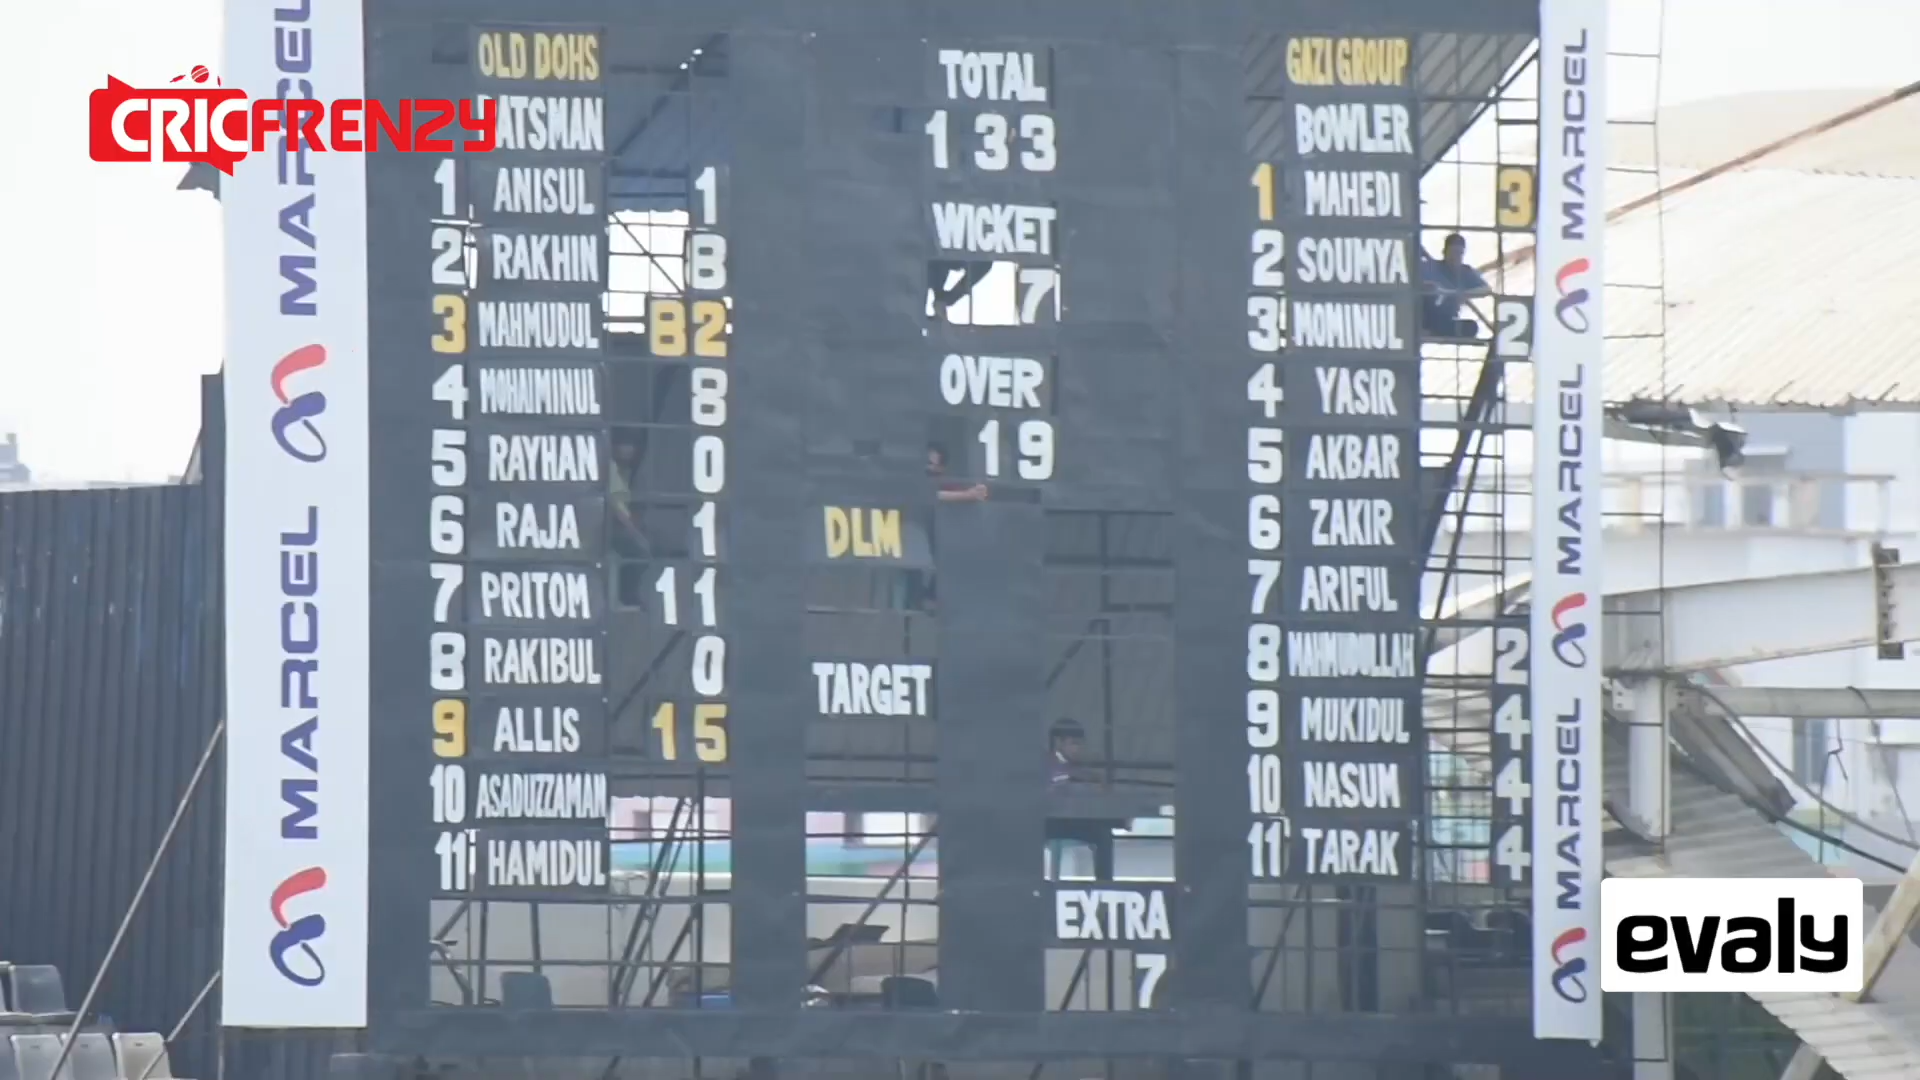 CRICFRENZY
MARCEL
MARCEL
OLD DOHS
BATSMAN
1 ANISUL 1
2 RAKHIN 8
3 MAHMUDUL 82
4 MOHAIMINUL 8
5 RAYHAN 0
6 RAJA 1
7 PRITOM 11
8 RAKIBUL 0
9 ALLIS 15
10 ASADUZZAMAN
11 HAMIDUL
TOTAL
133
WICKET
7
OVER
19
DLM
TARGET
EXTRA
7
GAZI GROUP
BOWLER
1 MAHEDI 3
2 SOUMYA
3 MOMINUL 2
4 YASIR
5 AKBAR
6 ZAKIR
7 ARIFUL
8 MAHMUDULLAH 2
9 MUKIDUL 4
10 NASUM 4
11 TARAK 4
MARCEL
MARCEL
MARCEL
evaly